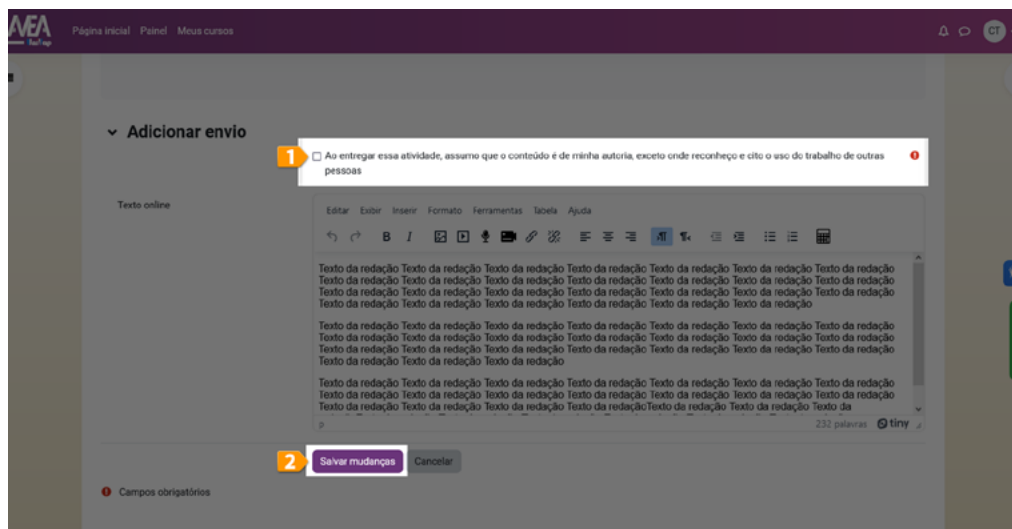 AVEA
Página inicial Painel Meus cursos
CT
Adicionar envio
1
Ao entregar essa atividade, assumo que o conteúdo é de minha autoria, exceto onde reconheço e cito o uso do trabalho de outras
pessoas
Texto online
Editar Exibir Inserir Formato Ferramentas Tabela Ajuda
B I
Texto da redação Texto da redação Texto da redação Texto da redação Texto da redação Texto da redação Texto da redação
Texto da redação Texto da redação Texto da redação Texto da redação Texto da redação Texto da redação Texto da redação
Texto da redação Texto da redação Texto da redação Texto da redação Texto da redação Texto da redação Texto da redação
Texto da redação Texto da redação Texto da redação Texto da redação Texto da redação Texto da redação
Texto da redação Texto da redação Texto da redação Texto da redação Texto da redação Texto da redação Texto da redação
Texto da redação Texto da redação Texto da redação Texto da redação Texto da redação Texto da redação Texto da redação
Texto da redação Texto da redação Texto da redação Texto da redação Texto da redação Texto da redação Texto da redação
Texto da redação Texto da redação Texto da redação
Texto da redação Texto da redação Texto da redação Texto da redação Texto da redação Texto da redação Texto da redação
Texto da redação Texto da redação Texto da redação Texto da redação Texto da redação Texto da redação Texto da redação
Texto da redação Texto da redação Texto da redação Texto da redaçãoTexto da redação Texto da redação Texto da
p
232 palavras tiny
2
Salvar mudanças Cancelar
Campos obrigatórios